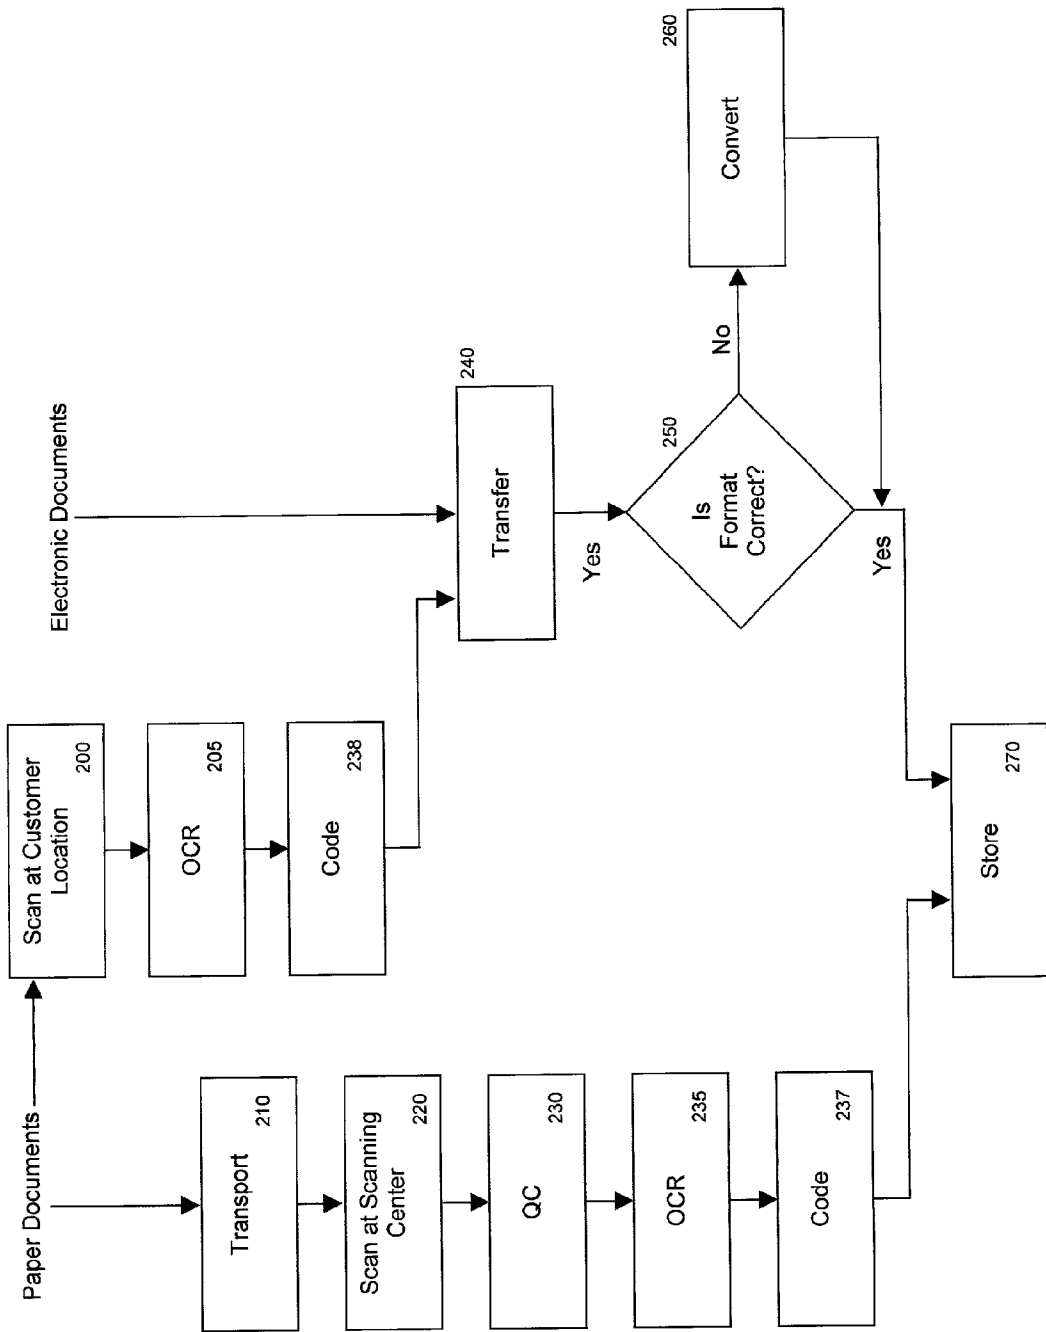 Paper Documents
Electronic Documents
Scan at Customer
Location
200
OCR
205
Code
238
Transport
210
Scan at Scanning
Center
220
QC
230
OCR
235
Code
237
Transfer
240
Yes
Is
Format
Correct?
250
No
Convert
260
Yes
Store
270